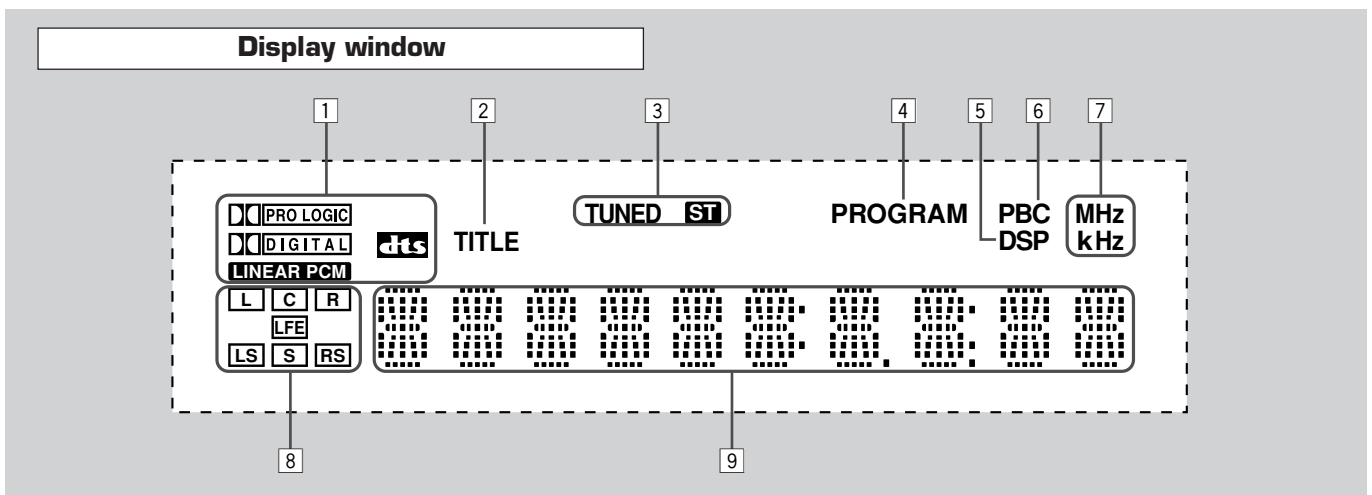 Display window
1 2 3 4 5 6 7
PRO LOGIC TUNED ST PROGRAM PBC MHz
DIGITAL dts TITLE DSP kHz
LINEAR PCM
L C R
LFE
LS S RS
8 9